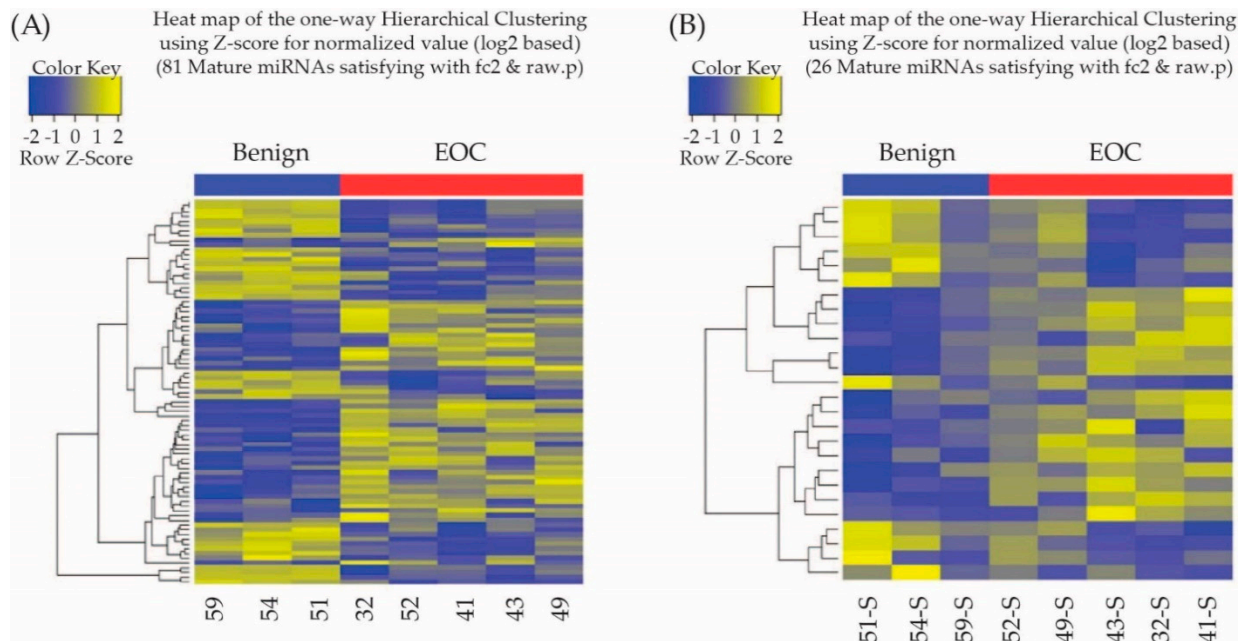 (A)
Heat map of the one-way Hierarchical Clustering
using Z-score for normalized value (log2 based)
(81 Mature miRNAs satisfying with fc2 & raw.p)
Color Key
-2 -1 0 1 2
Row Z-Score
Benign EOC
59 54 51 32 52 41 43 49
(B)
Heat map of the one-way Hierarchical Clustering
using Z-score for normalized value (log2 based)
(26 Mature miRNAs satisfying with fc2 & raw.p)
Color Key
-2 -1 0 1 2
Row Z-Score
Benign EOC
51-S 54-S 59-S 52-S 49-S 43-S 32-S 41-S